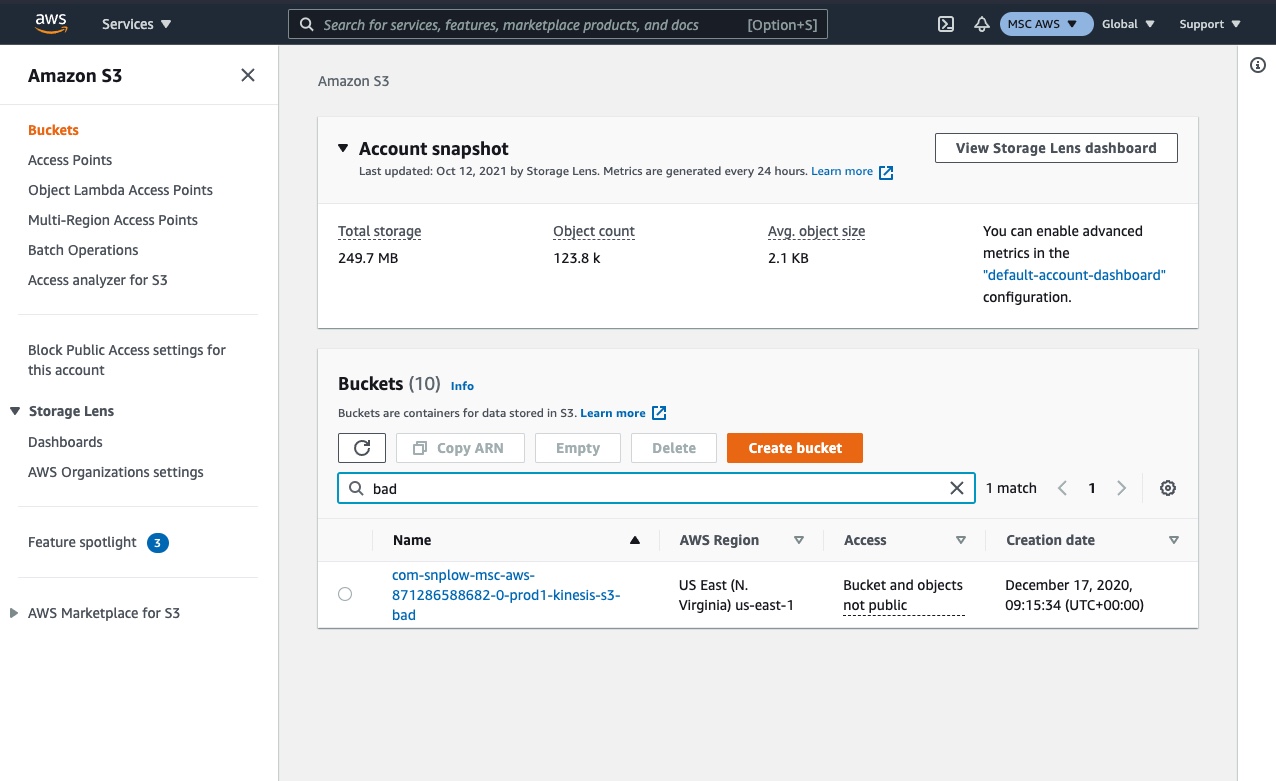 aws
Services
Search for services, features, marketplace products, and docs [Option+S]
MSC AWS
Global
Support
Amazon S3
Buckets
Access Points
Object Lambda Access Points
Multi-Region Access Points
Batch Operations
Access analyzer for S3
Block Public Access settings for
this account
Storage Lens
Dashboards
AWS Organizations settings
Feature spotlight 3
AWS Marketplace for S3
Amazon S3
Account snapshot
Last updated: Oct 12, 2021 by Storage Lens. Metrics are generated every 24 hours. Learn more
View Storage Lens dashboard
Total storage
249.7 MB
Object count
123.8 k
Avg. object size
2.1 KB
You can enable advanced
metrics in the
"default-account-dashboard"
configuration.
Buckets (10) Info
Buckets are containers for data stored in S3. Learn more
Copy ARN
Empty
Delete
Create bucket
bad
1 match
1
Name
AWS Region
Access
Creation date
com-snplow-msc-aws-
871286588682-0-prod1-kinesis-s3-
bad
US East (N.
Virginia) us-east-1
Bucket and objects
not public
December 17, 2020,
09:15:34 (UTC+00:00)